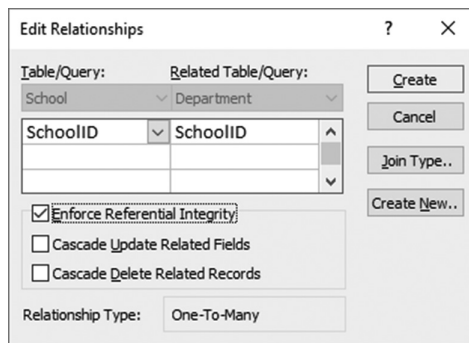 Edit Relationships ? ×
Table/Query: Related Table/Query:
School Department
SchoolID SchoolID
Enforce Referential Integrity
Cascade Update Related Fields
Cascade Delete Related Records
Relationship Type: One-To-Many
Create
Cancel
Join Type..
Create New..